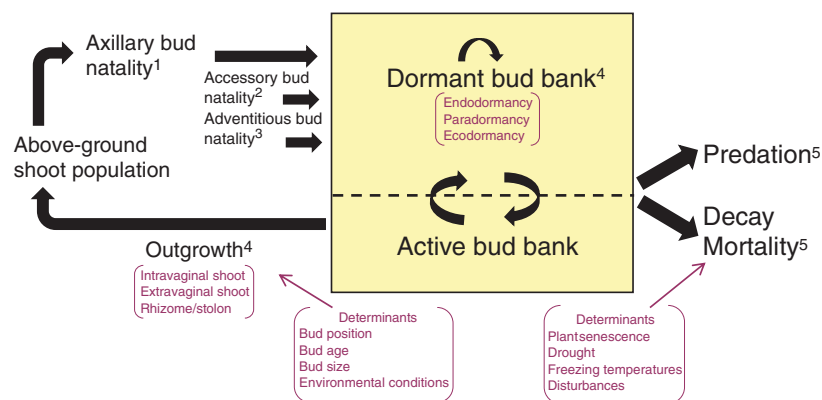 Axillary bud
natality¹
Accessory bud
natality²
Adventitious bud
natality³
Above-ground
shoot population
Dormant bud bank⁴
Endodormancy
Paradormancy
Ecodormancy
Active bud bank
Predation⁵
Decay
Mortality⁵
Outgrowth⁴
Intravaginal shoot
Extravaginal shoot
Rhizome/stolon
Determinants
Bud position
Bud age
Bud size
Environmental conditions
Determinants
Plantsenescence
Drought
Freezing temperatures
Disturbances